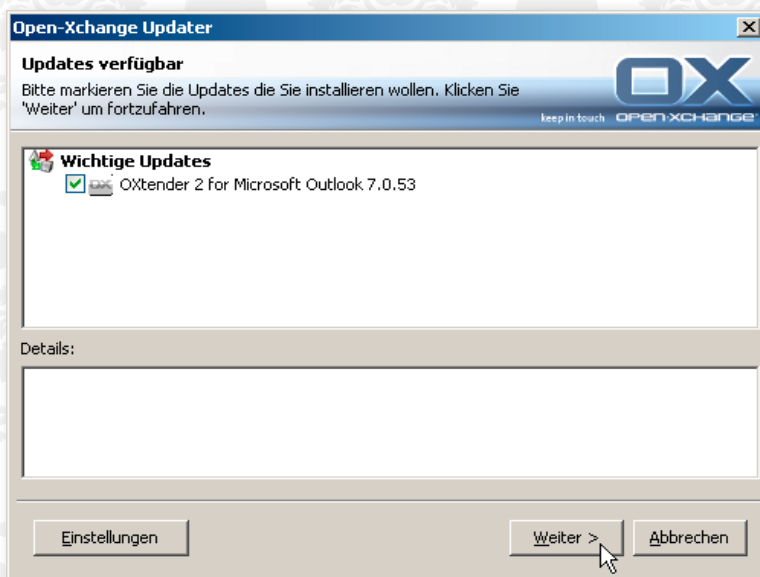 Open-Xchange Updater
Updates verfügbar
Bitte markieren Sie die Updates die Sie installieren wollen. Klicken Sie
'Weiter' um fortzufahren.
OX
keep in touch OPEN-XCHANGE
Wichtige Updates
OX OXtender 2 for Microsoft Outlook 7.0.53
Details:
Einstellungen
Weiter >
Abbrechen